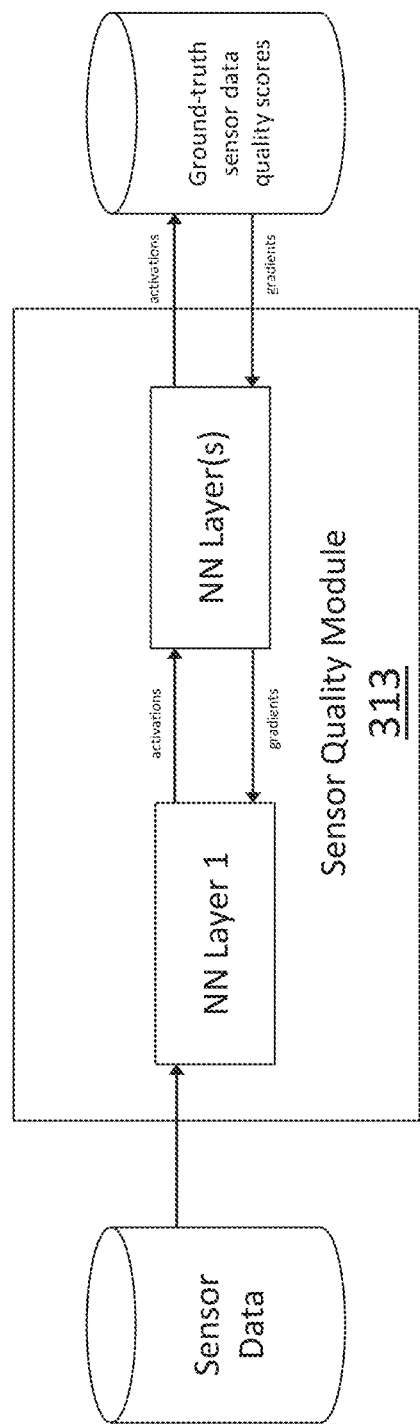 Sensor
Data
NN Layer 1
activations
gradients
NN Layer(s)
activations
gradients
Ground-truth
sensor data
quality scores
Sensor Quality Module
313